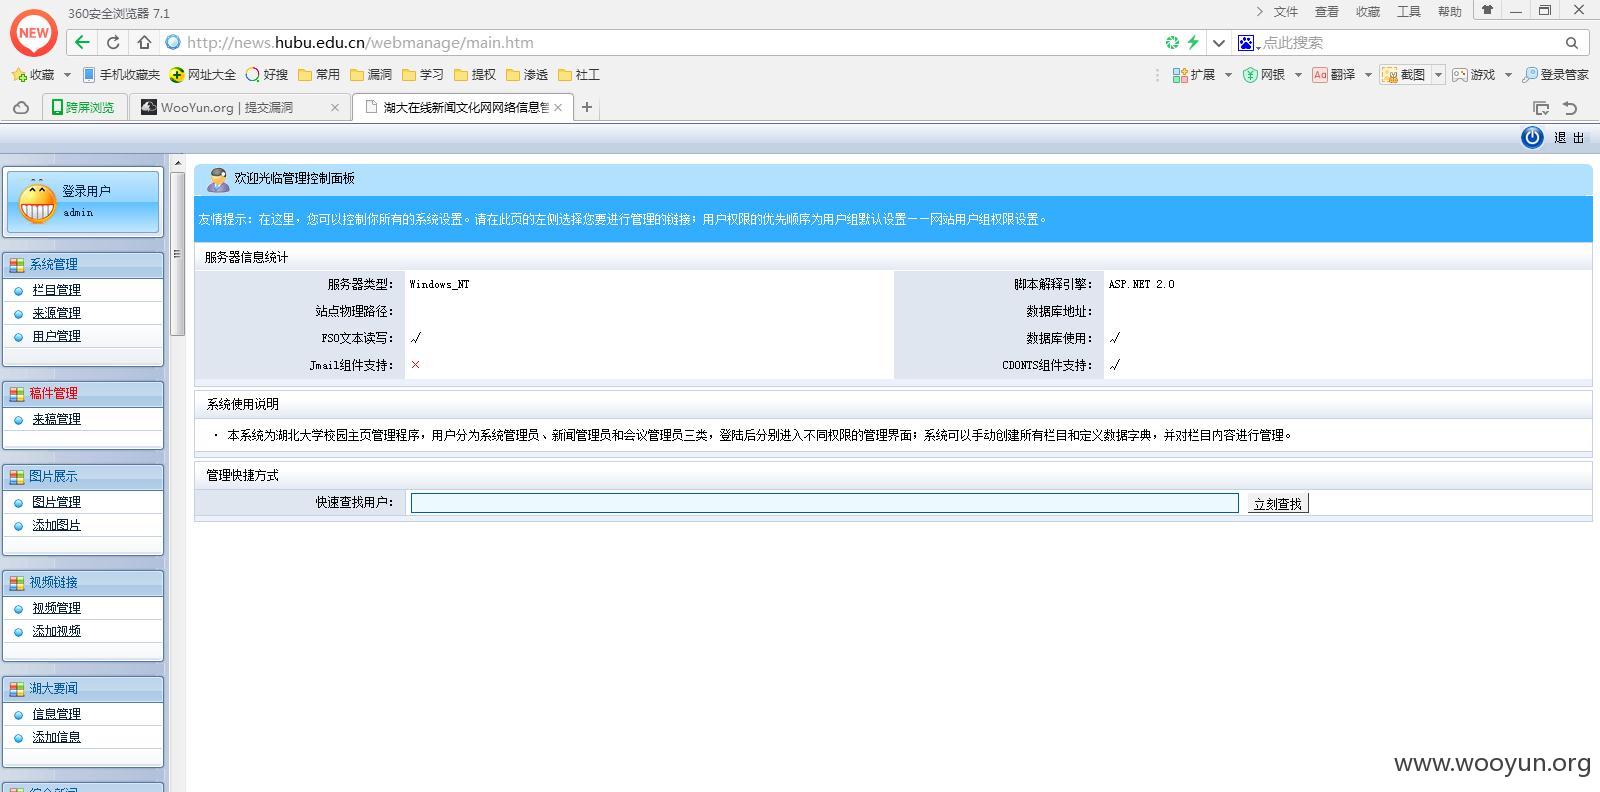 360安全浏览器 7.1
文件 查看 收藏 工具 帮助
NEW
http://news.hubu.edu.cn/webmanage/main.htm
点此搜索
收藏 手机收藏夹 网址大全 好搜 常用 漏洞 学习 提权 渗透 社工
扩展 网银 Aa 翻译 截图 游戏 登录管家
跨屏浏览 WooYun.org | 提交漏洞 湖大在线新闻文化网网络信息管
退 出
登录用户
admin
系统管理
栏目管理
来源管理
用户管理
稿件管理
来稿管理
图片展示
图片管理
添加图片
视频链接
视频管理
添加视频
湖大要闻
信息管理
添加信息
综合新闻
欢迎光临管理控制面板
友情提示：在这里，您可以控制你所有的系统设置。请在此页的左侧选择您要进行管理的链接；用户权限的优先顺序为用户组默认设置－－网站用户组权限设置。
服务器信息统计
服务器类型： Windows_NT 脚本解释引擎： ASP.NET 2.0
站点物理路径： 数据库地址：
FSO文本读写： √ 数据库使用： √
Jmail组件支持： × CDONTS组件支持： √
系统使用说明
· 本系统为湖北大学校园主页管理程序，用户分为系统管理员、新闻管理员和会议管理员三类，登陆后分别进入不同权限的管理界面；系统可以手动创建所有栏目和定义数据字典，并对栏目内容进行管理。
管理快捷方式
快速查找用户： 立刻查找
www.wooyun.org